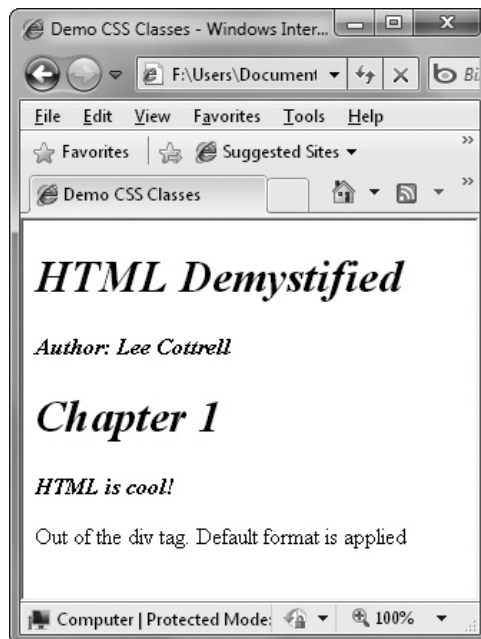 Demo CSS Classes - Windows Inter...
F:\Users\Document
Bi
File Edit View Favorites Tools Help
Favorites Suggested Sites
Demo CSS Classes
HTML Demystified
Author: Lee Cottrell
Chapter 1
HTML is cool!
Out of the div tag. Default format is applied
Computer | Protected Mode: 100%